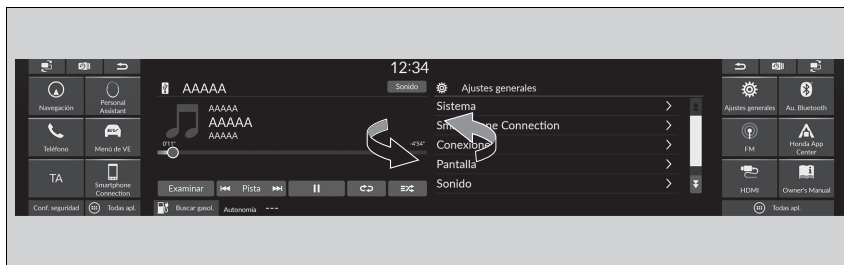 12:34
Navegación
Personal Assistant
Teléfono
Menú de VE
TA
Smartphone Connection
Conf. seguridad
Todas apl.
AAAAA
Sonido
AAAAA
AAAAA
AAAAA
0'11"
-4'54"
Examinar
Pista
Buscar gasol.
Autonomía ---
Ajustes generales
Sistema
Connection
Conexione
Pantalla
Sonido
Ajustes generales
Au. Bluetooth
FM
Honda App Center
HDMI
Owner's Manual
Todas apl.